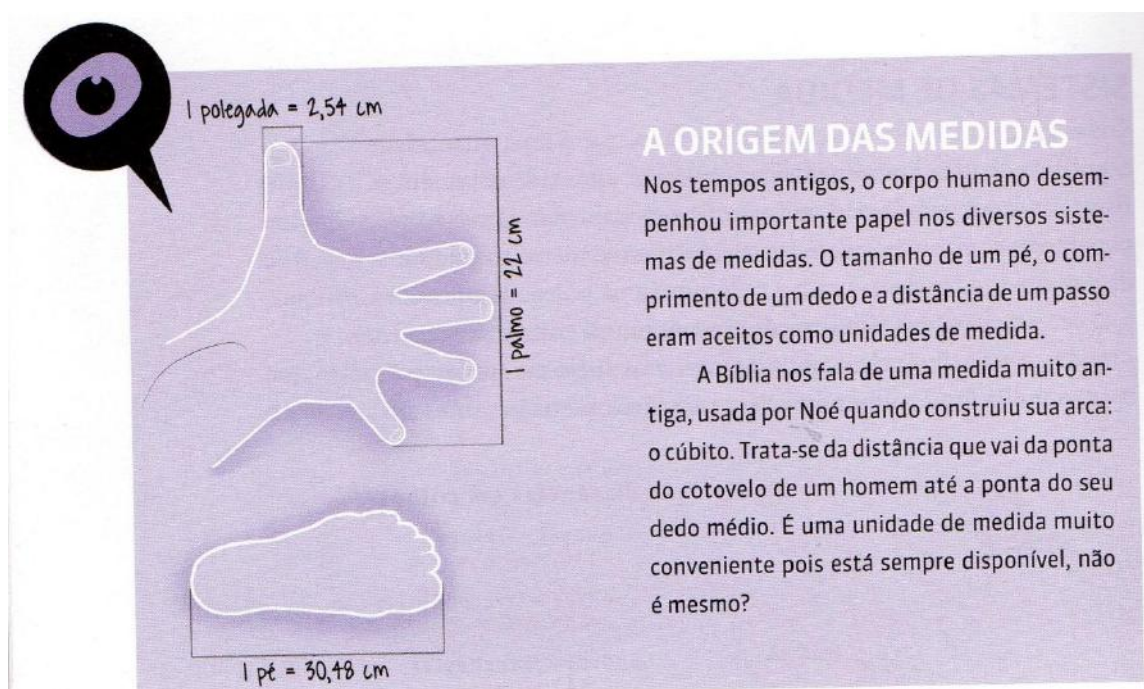 1 polegada = 2,54 cm
1 palmo = 22 cm
1 pé = 30,48 cm
A ORIGEM DAS MEDIDAS
Nos tempos antigos, o corpo humano desem-
penhou importante papel nos diversos siste-
mas de medidas. O tamanho de um pé, o com-
primento de um dedo e a distância de um passo
eram aceitos como unidades de medida.
A Bíblia nos fala de uma medida muito an-
tiga, usada por Noé quando construiu sua arca:
o cúbito. Trata-se da distância que vai da ponta
do cotovelo de um homem até a ponta do seu
dedo médio. É uma unidade de medida muito
conveniente pois está sempre disponível, não
é mesmo?